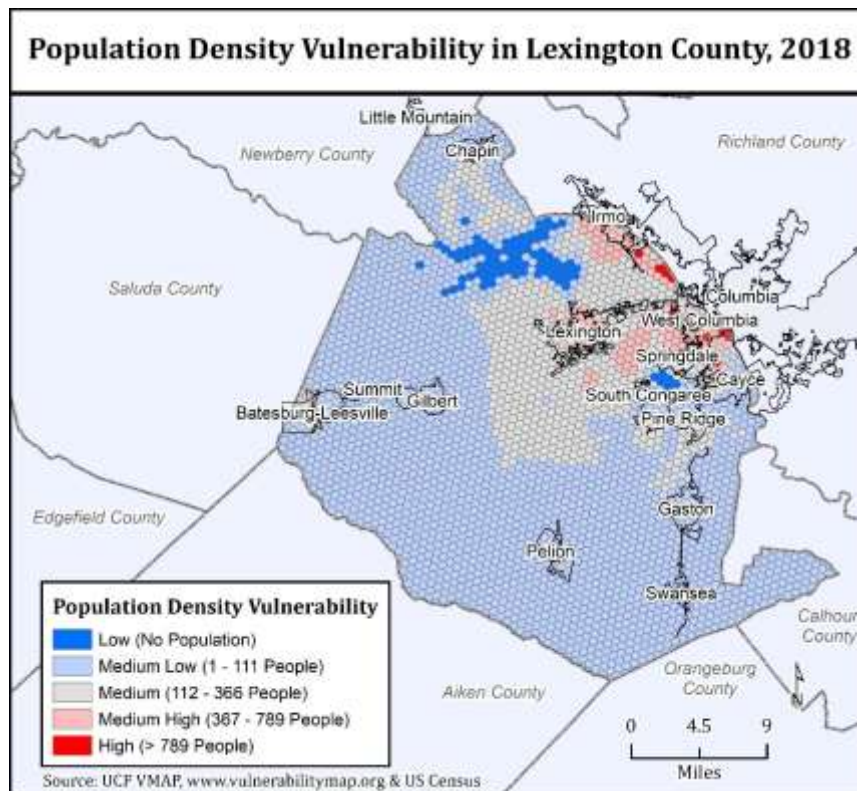 Population Density Vulnerability in Lexington County, 2018
Little Mountain
Newberry County
Chapin
Richland County
Irmo
Saluda County
Columbia
Lexington
West Columbia
Springdale
Summit
Gilbert
South Congaree
Cayce
Batesburg-Leesville
Pine Ridge
Edgefield County
Gaston
Pelion
Swansea
Calhoun
County
Orangeburg
County
Aiken County
N
Population Density Vulnerability
Low (No Population)
Medium Low (1 - 111 People)
Medium (112 - 366 People)
Medium High (367 - 789 People)
High (> 789 People)
0 4.5 9
Miles
Source: UCF VMAP, www.vulnerabilitymap.org & US Census